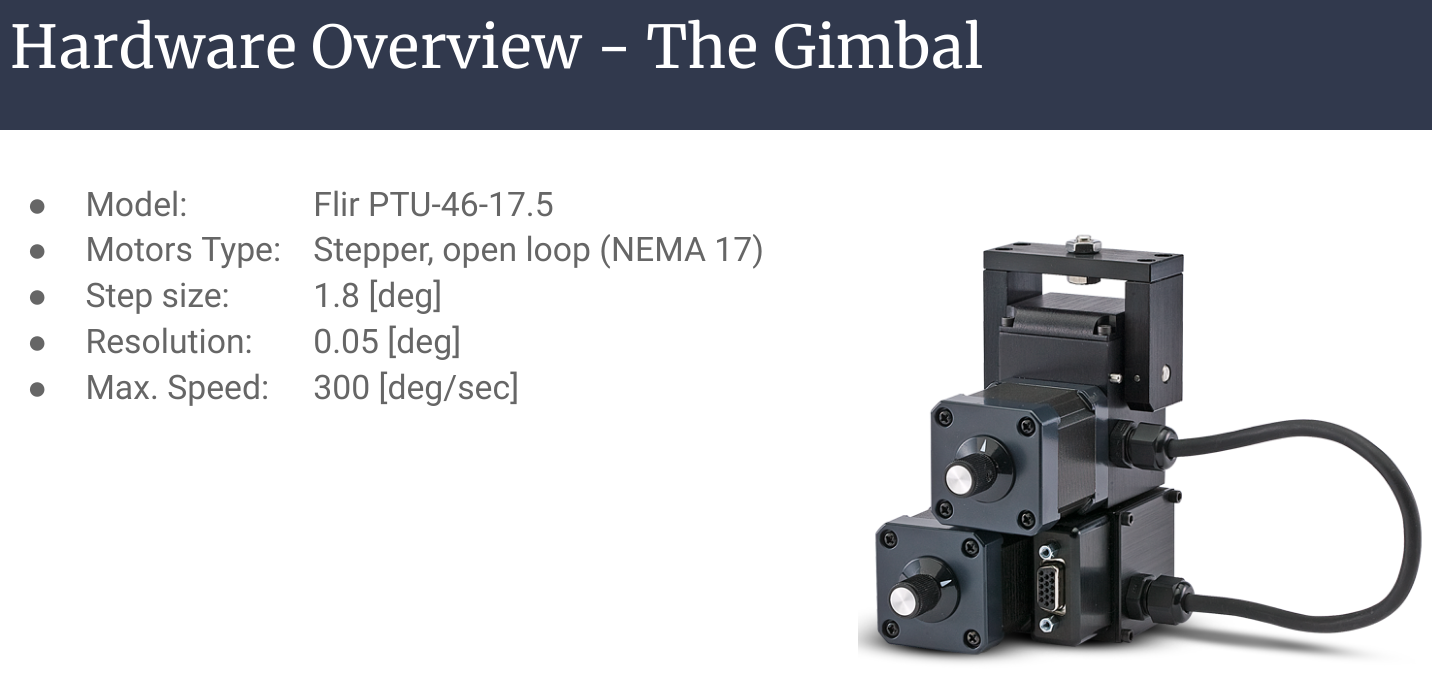 Hardware Overview - The Gimbal
● Model: Flir PTU-46-17.5
● Motors Type: Stepper, open loop (NEMA 17)
● Step size: 1.8 [deg]
● Resolution: 0.05 [deg]
● Max. Speed: 300 [deg/sec]